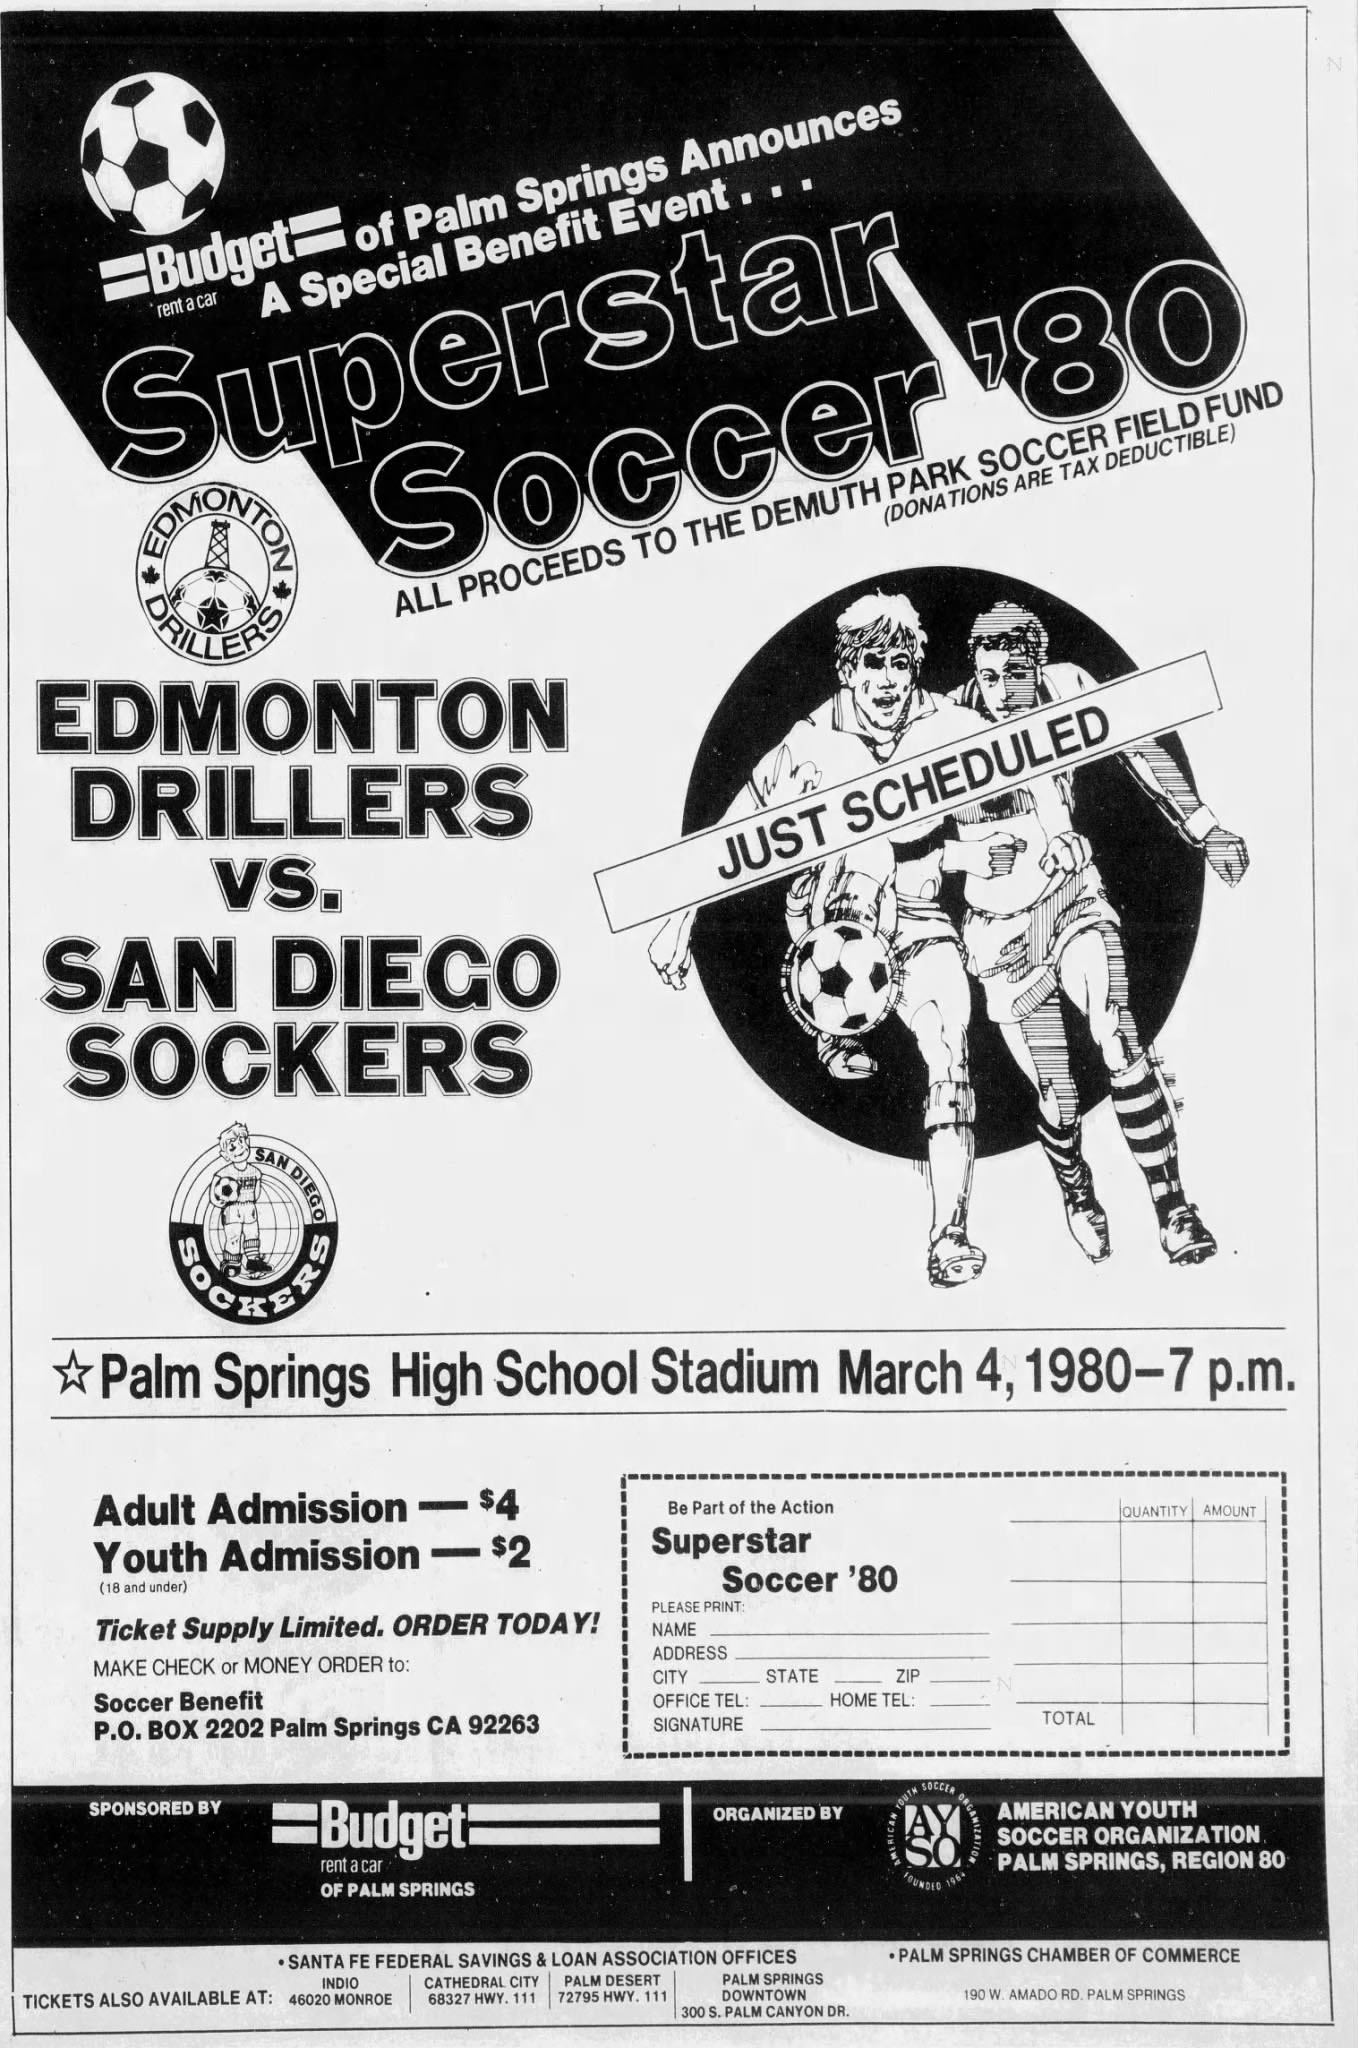 Budget of Palm Springs Announces
rent a car
A Special Benefit Event . . .
Superstar
Soccer '80
ALL PROCEEDS TO THE DEMUTH PARK SOCCER FIELD FUND
(DONATIONS ARE TAX DEDUCTIBLE)
EDMONTON
DRILLERS
EDMONTON
DRILLERS
VS.
SAN DIEGO
SOCKERS
JUST SCHEDULED
SAN DIEGO
SOCKERS
☆ Palm Springs High School Stadium March 4, 1980–7 p.m.
Adult Admission — $4
Youth Admission — $2
(18 and under)
Ticket Supply Limited. ORDER TODAY!
MAKE CHECK or MONEY ORDER to:
Soccer Benefit
P.O. BOX 2202 Palm Springs CA 92263
Be Part of the Action
Superstar
Soccer '80
QUANTITY AMOUNT
PLEASE PRINT:
NAME
ADDRESS
CITY STATE ZIP
OFFICE TEL: HOME TEL:
SIGNATURE
TOTAL
SPONSORED BY
Budget
rent a car
OF PALM SPRINGS
ORGANIZED BY
AMERICAN YOUTH SOCCER ORGANIZATION
AY
SO
FOUNDED 1964
AMERICAN YOUTH
SOCCER ORGANIZATION
PALM SPRINGS, REGION 80
TICKETS ALSO AVAILABLE AT:
• SANTA FE FEDERAL SAVINGS & LOAN ASSOCIATION OFFICES
INDIO
46020 MONROE
CATHEDRAL CITY
68327 HWY. 111
PALM DESERT
72795 HWY. 111
PALM SPRINGS
DOWNTOWN
300 S. PALM CANYON DR.
• PALM SPRINGS CHAMBER OF COMMERCE
190 W. AMADO RD. PALM SPRINGS